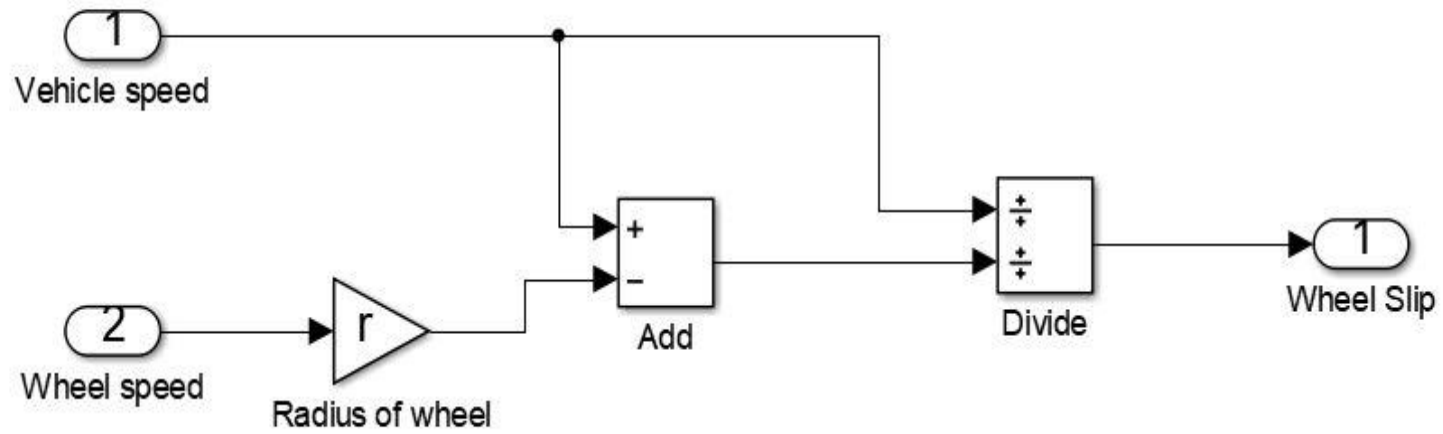 1
Vehicle speed
2
Wheel speed
r
Radius of wheel
+
−
Add
÷
÷
Divide
1
Wheel Slip